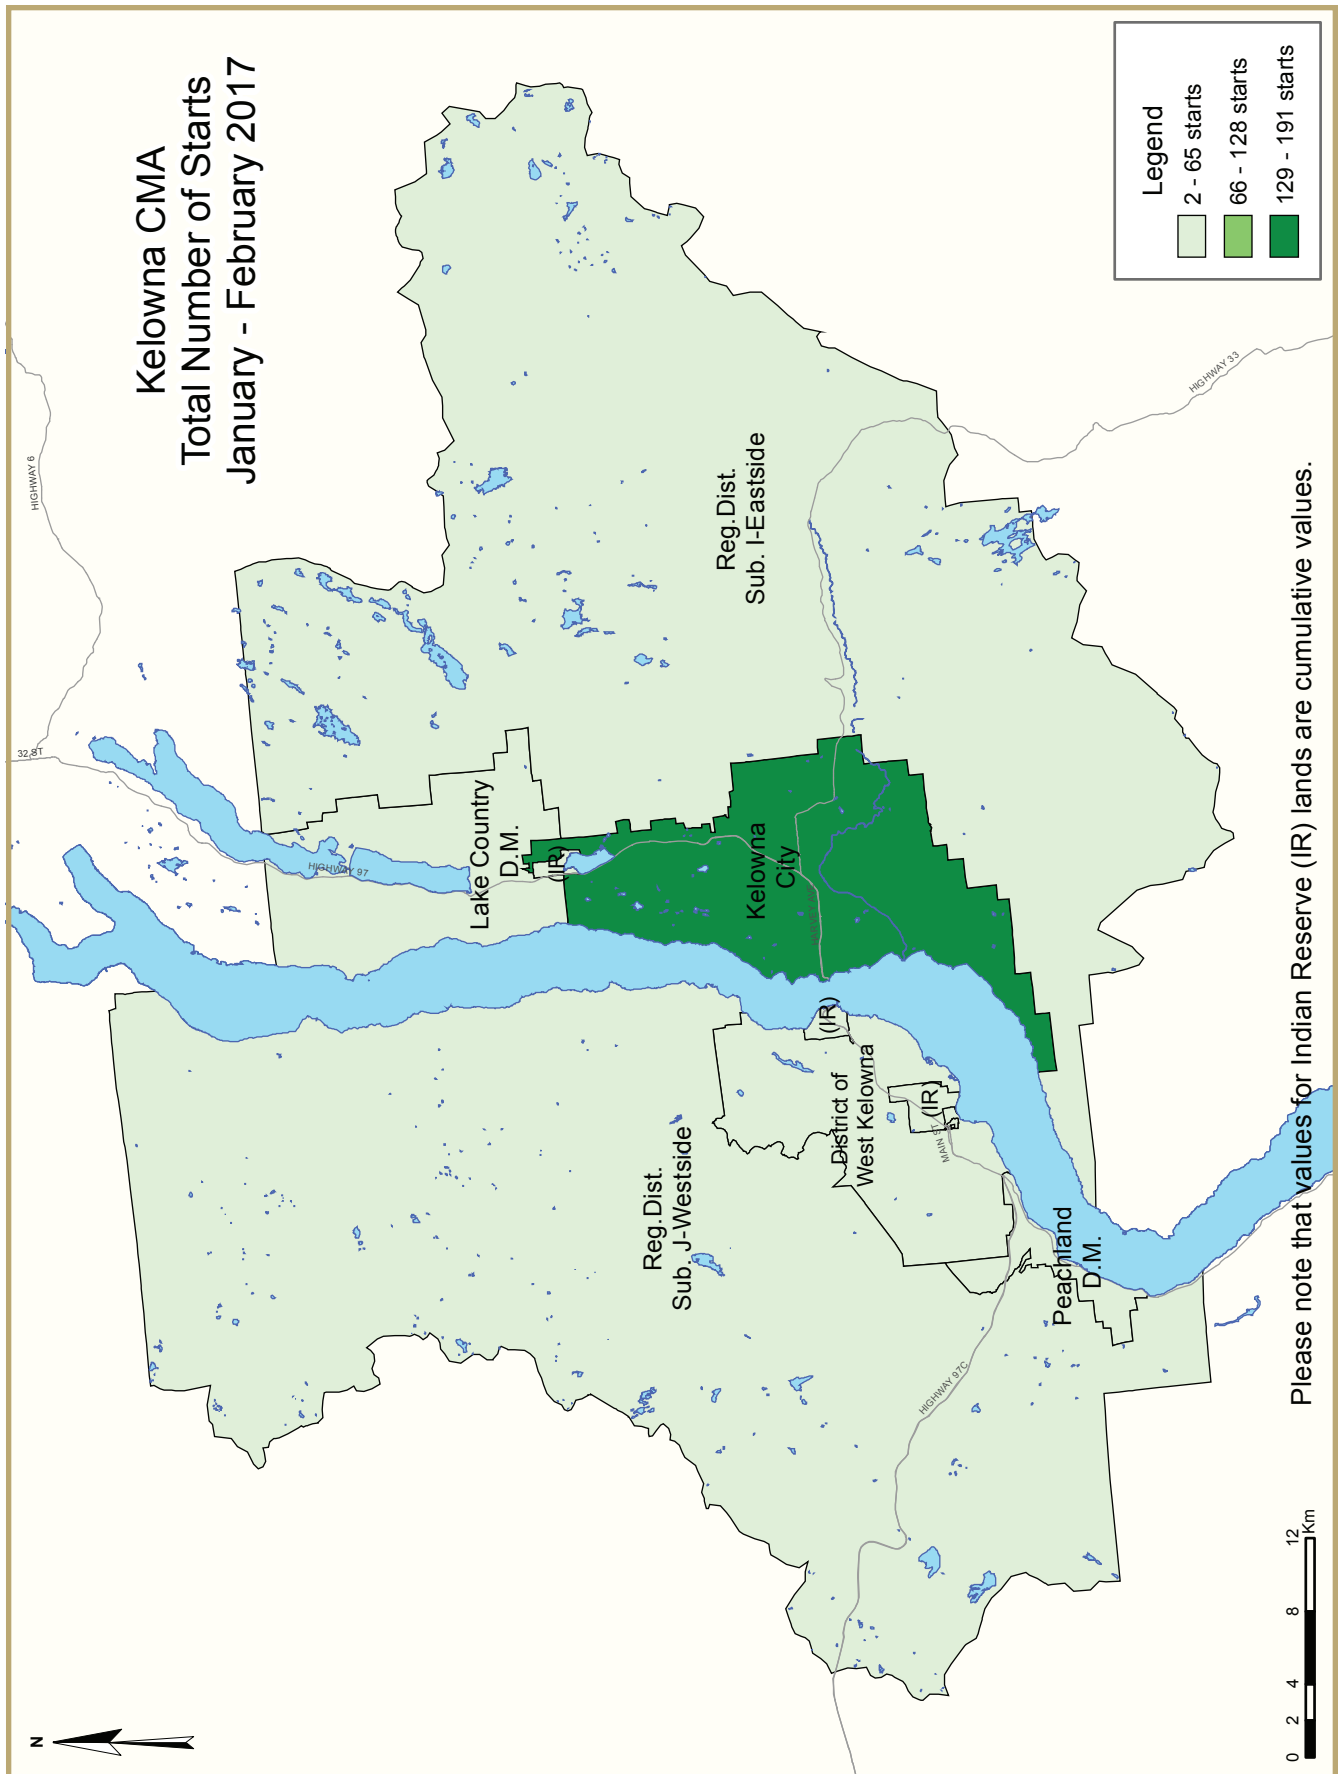 Kelowna CMA
Total Number of Starts
January - February 2017
HIGHWAY 6
32 ST
HIGHWAY 97
Lake Country
D.M.
(IR)
Reg.Dist.
Sub. I-Eastside
Kelowna
City
HIGHWAY 33
(IR)
District of
West Kelowna
(IR)
MAIN ST
Reg.Dist.
Sub. J-Westside
Peachland
D.M.
HIGHWAY 97C
Legend
2 - 65 starts
66 - 128 starts
129 - 191 starts
N
0 2 4 8 12
Km
Please note that values for Indian Reserve (IR) lands are cumulative values.